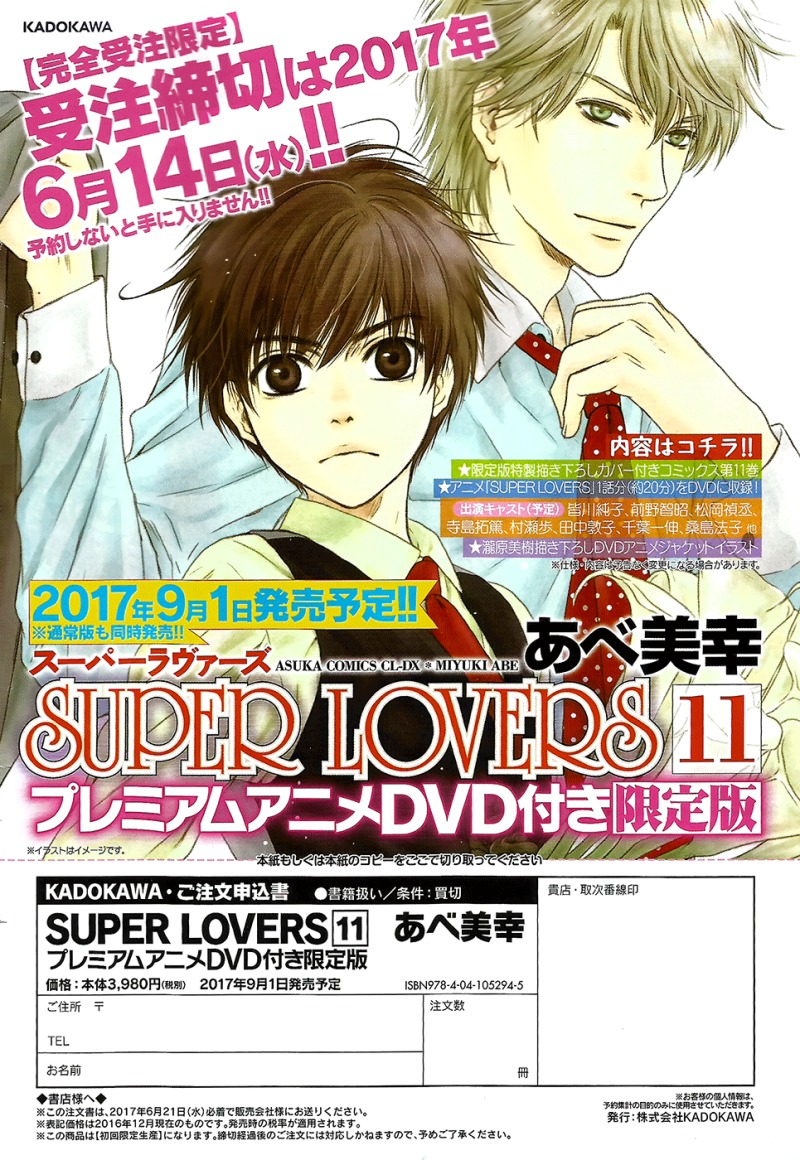 KADOKAWA
【完全受注限定】
受注締切は2017年
6月14日(水)!!
予約しないと手に入りません!!
内容はコチラ!!
★限定版特製描き下ろしカバー付きコミックス第11巻
★アニメ「SUPER LOVERS」1話分(約20分)をDVDに収録!
出演キャスト(予定) 皆川純子、前野智昭、松岡禎丞、
寺島拓篤、村瀬歩、田中敦子、千葉一伸、桑島法子 他
★瀧原美樹描き下ろしDVDアニメジャケットイラスト
※仕様・内容は予告なく変更になる場合があります。
2017年9月1日発売予定!!
※通常版も同時発売!!
スーパーラヴァーズ ASUKA COMICS CL-DX * MIYUKI ABE あべ美幸
SUPER LOVERS 11
プレミアムアニメDVD付き限定版
※イラストはイメージです。
本紙もしくは本紙のコピーをここで切り取ってください
KADOKAWA・ご注文申込書 ●書籍扱い/条件:買切
貴店・取次番線印
SUPER LOVERS 11 あべ美幸
プレミアムアニメDVD付き限定版
価格:本体3,980円(税別) 2017年9月1日発売予定 ISBN978-4-04-105294-5
ご住所 〒
注文数
TEL
お名前
冊
◆書店様へ◆
※この注文書は、2017年6月21日(水)必着で販売会社様にお送りください。
※表記価格は2016年12月現在のものです。発売時の税率が適用されます。
※この商品は【初回限定生産】になります。締切経過後のご注文には対応しかねますので、予めご了承ください。
※お客様の個人情報は、
予約集計の目的のみに使用させていただきます。
発行:株式会社KADOKAWA